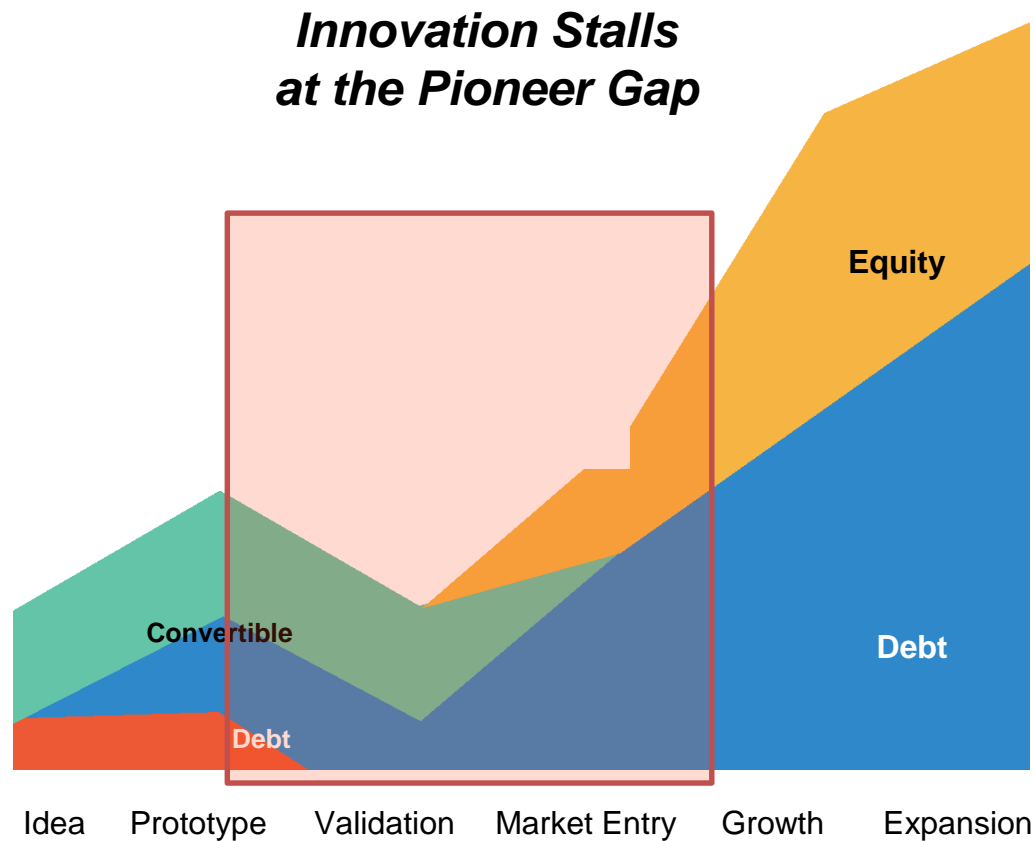 Innovation Stalls
at the Pioneer Gap
Equity
Convertible
Debt
Debt
Idea Prototype Validation Market Entry Growth Expansion